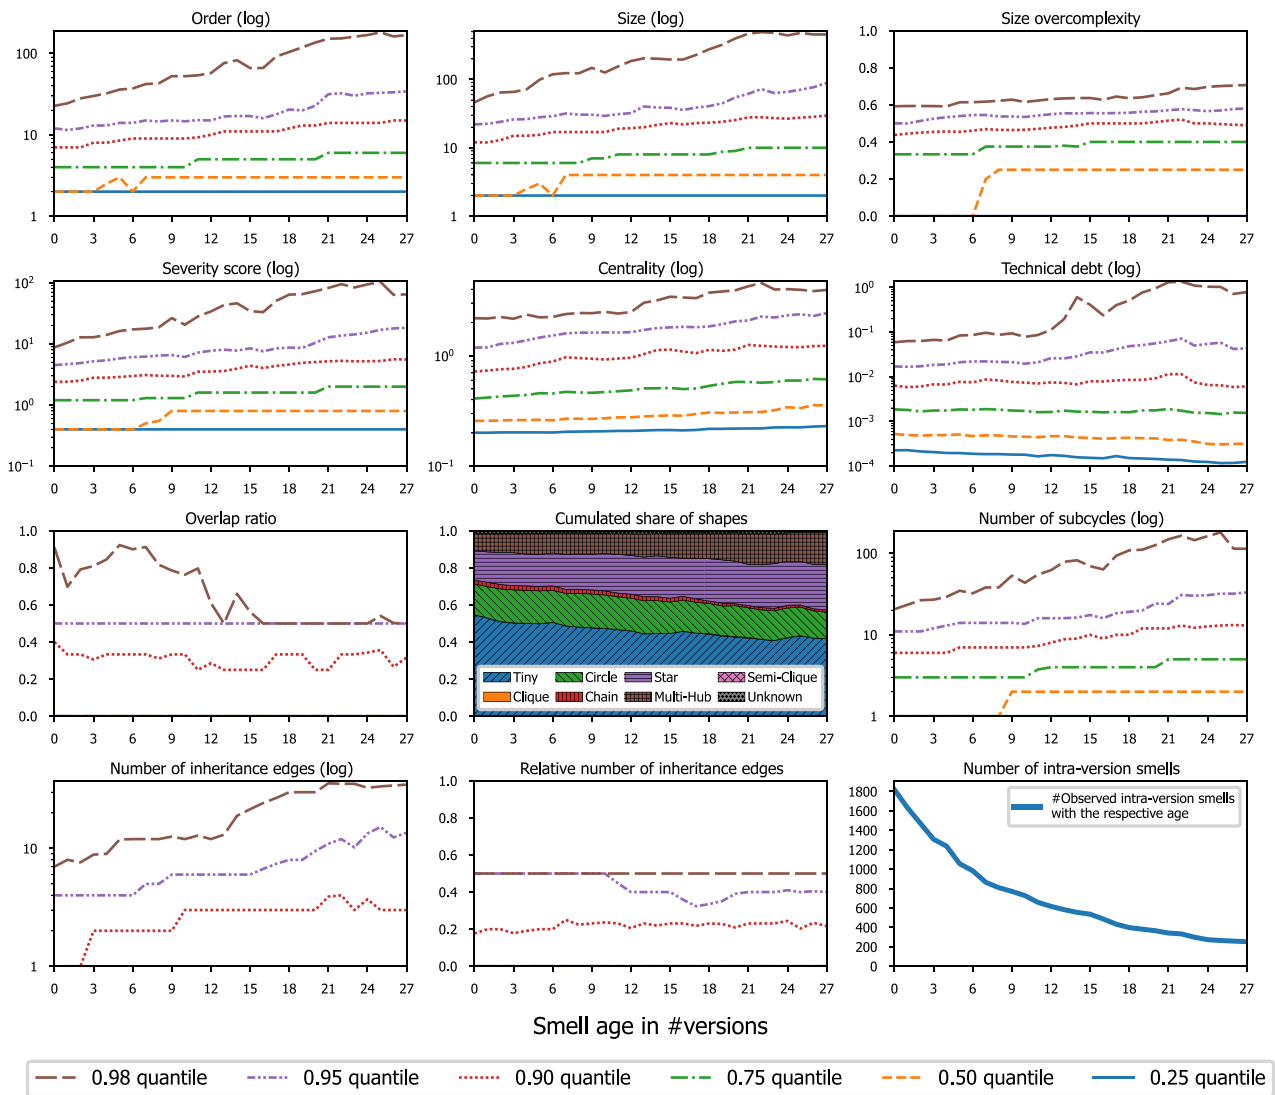 Order (log)
Size (log)
Size overcomplexity
100
10
1
0 3 6 9 12 15 18 21 24 27
100
10
1
0 3 6 9 12 15 18 21 24 27
1.0
0.8
0.6
0.4
0.2
0.0
0 3 6 9 12 15 18 21 24 27
Severity score (log)
Centrality (log)
Technical debt (log)
10²
10¹
10⁰
10⁻¹
0 3 6 9 12 15 18 21 24 27
10⁰
10⁻¹
0 3 6 9 12 15 18 21 24 27
10⁰
10⁻¹
10⁻²
10⁻³
10⁻⁴
0 3 6 9 12 15 18 21 24 27
Overlap ratio
Cumulated share of shapes
Number of subcycles (log)
1.0
0.8
0.6
0.4
0.2
0.0
0 3 6 9 12 15 18 21 24 27
1.0
0.8
0.6
0.4
0.2
0.0
Tiny Circle Star Semi-Clique
Clique Chain Multi-Hub Unknown
0 3 6 9 12 15 18 21 24 27
100
10
1
0 3 6 9 12 15 18 21 24 27
Number of inheritance edges (log)
Relative number of inheritance edges
Number of intra-version smells
10
1
0 3 6 9 12 15 18 21 24 27
1.0
0.8
0.6
0.4
0.2
0.0
0 3 6 9 12 15 18 21 24 27
1800
1600
1400
1200
1000
800
600
400
200
0
#Observed intra-version smells
with the respective age
0 3 6 9 12 15 18 21 24 27
Smell age in #versions
0.98 quantile 0.95 quantile 0.90 quantile 0.75 quantile 0.50 quantile 0.25 quantile